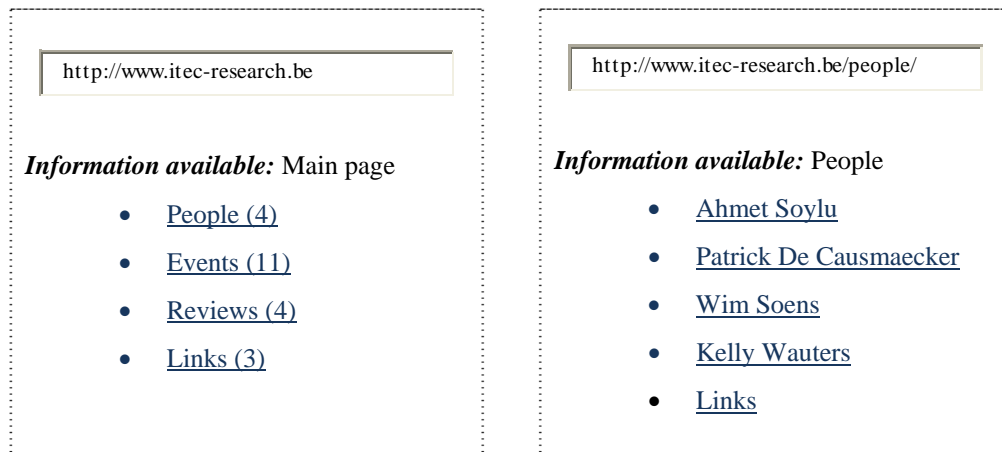 http://www.itec-research.be
Information available: Main page
• People (4)
• Events (11)
• Reviews (4)
• Links (3)
http://www.itec-research.be/people/
Information available: People
• Ahmet Soylu
• Patrick De Causmaecker
• Wim Soens
• Kelly Wauters
• Links